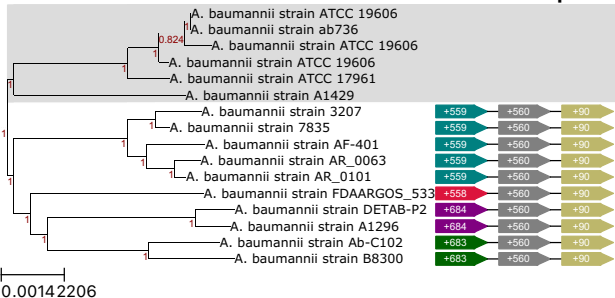 A. baumannii strain ATCC 19606
A. baumannii strain ab736
0.824 1 A. baumannii strain ATCC 19606
A. baumannii strain ATCC 19606
1 1 A. baumannii strain ATCC 17961
1 A. baumannii strain A1429
A. baumannii strain 3207 +559 +560 +90
1 1 A. baumannii strain 7835 +559 +560 +90
1 A. baumannii strain AF-401 +559 +560 +90
1 A. baumannii strain AR_0063 +559 +560 +90
1 1 1 A. baumannii strain AR_0101 +559 +560 +90
A. baumannii strain FDAARGOS_533 +558 +560 +90
1 A. baumannii strain DETAB-P2 +684 +560 +90
1 A. baumannii strain A1296 +684 +560 +90
1 A. baumannii strain Ab-C102 +683 +560 +90
1 A. baumannii strain B8300 +683 +560 +90
0.00142206